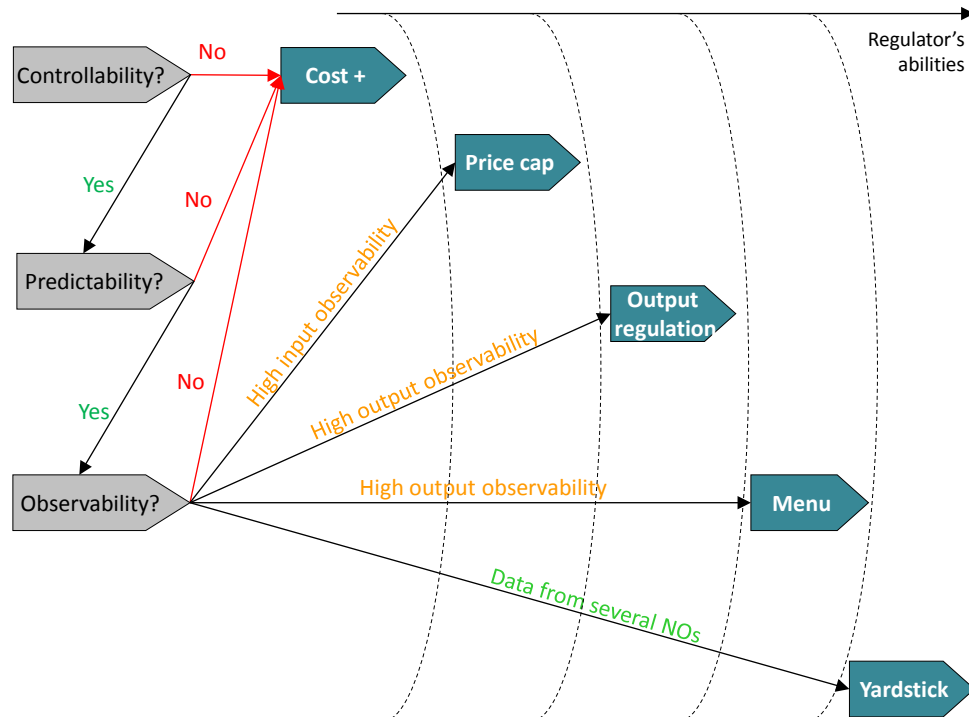 Regulator's
abilities
No
Controllability?
Cost +
Price cap
Yes
No
High input observability
Predictability?
Output
regulation
High output observability
No
Yes
High output observability
Observability?
Menu
Data from several NOs
Yardstick